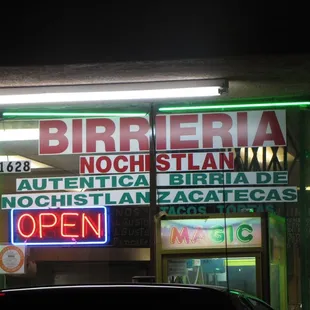 BIRRIERIA
1628
NOCHISTLAN
AUTENTICA BIRRIA DE
NOCHISTLAN ZACATECAS
OPEN
MAGIC